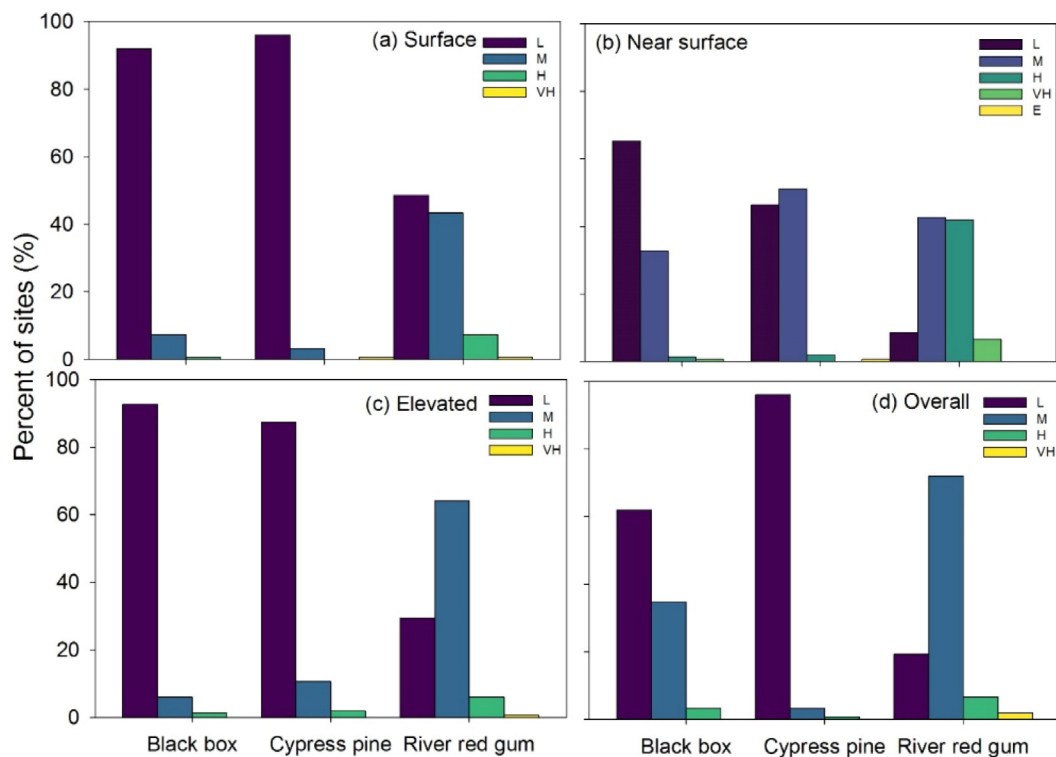 Percent of sites (%)
100
80
60
40
20
0
(a) Surface
L
M
H
VH
(b) Near surface
L
M
H
VH
E
100
80
60
40
20
0
(c) Elevated
L
M
H
VH
(d) Overall
L
M
H
VH
Black box Cypress pine River red gum
Black box Cypress pine River red gum